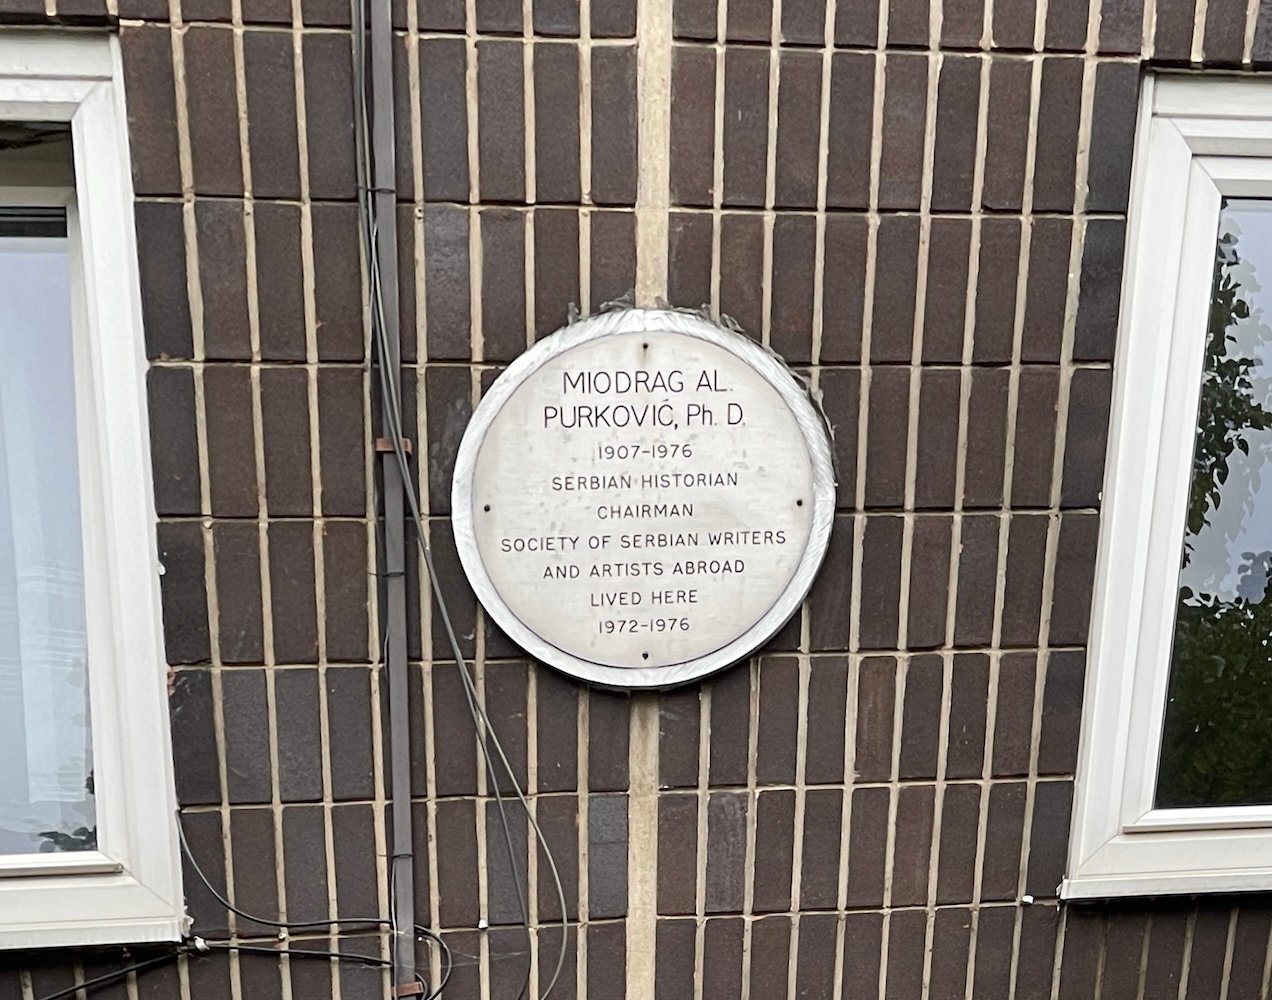 MIODRAG AL.
PURKOVIĆ, Ph. D.
1907-1976
SERBIAN HISTORIAN
CHAIRMAN
SOCIETY OF SERBIAN WRITERS
AND ARTISTS ABROAD
LIVED HERE
1972-1976